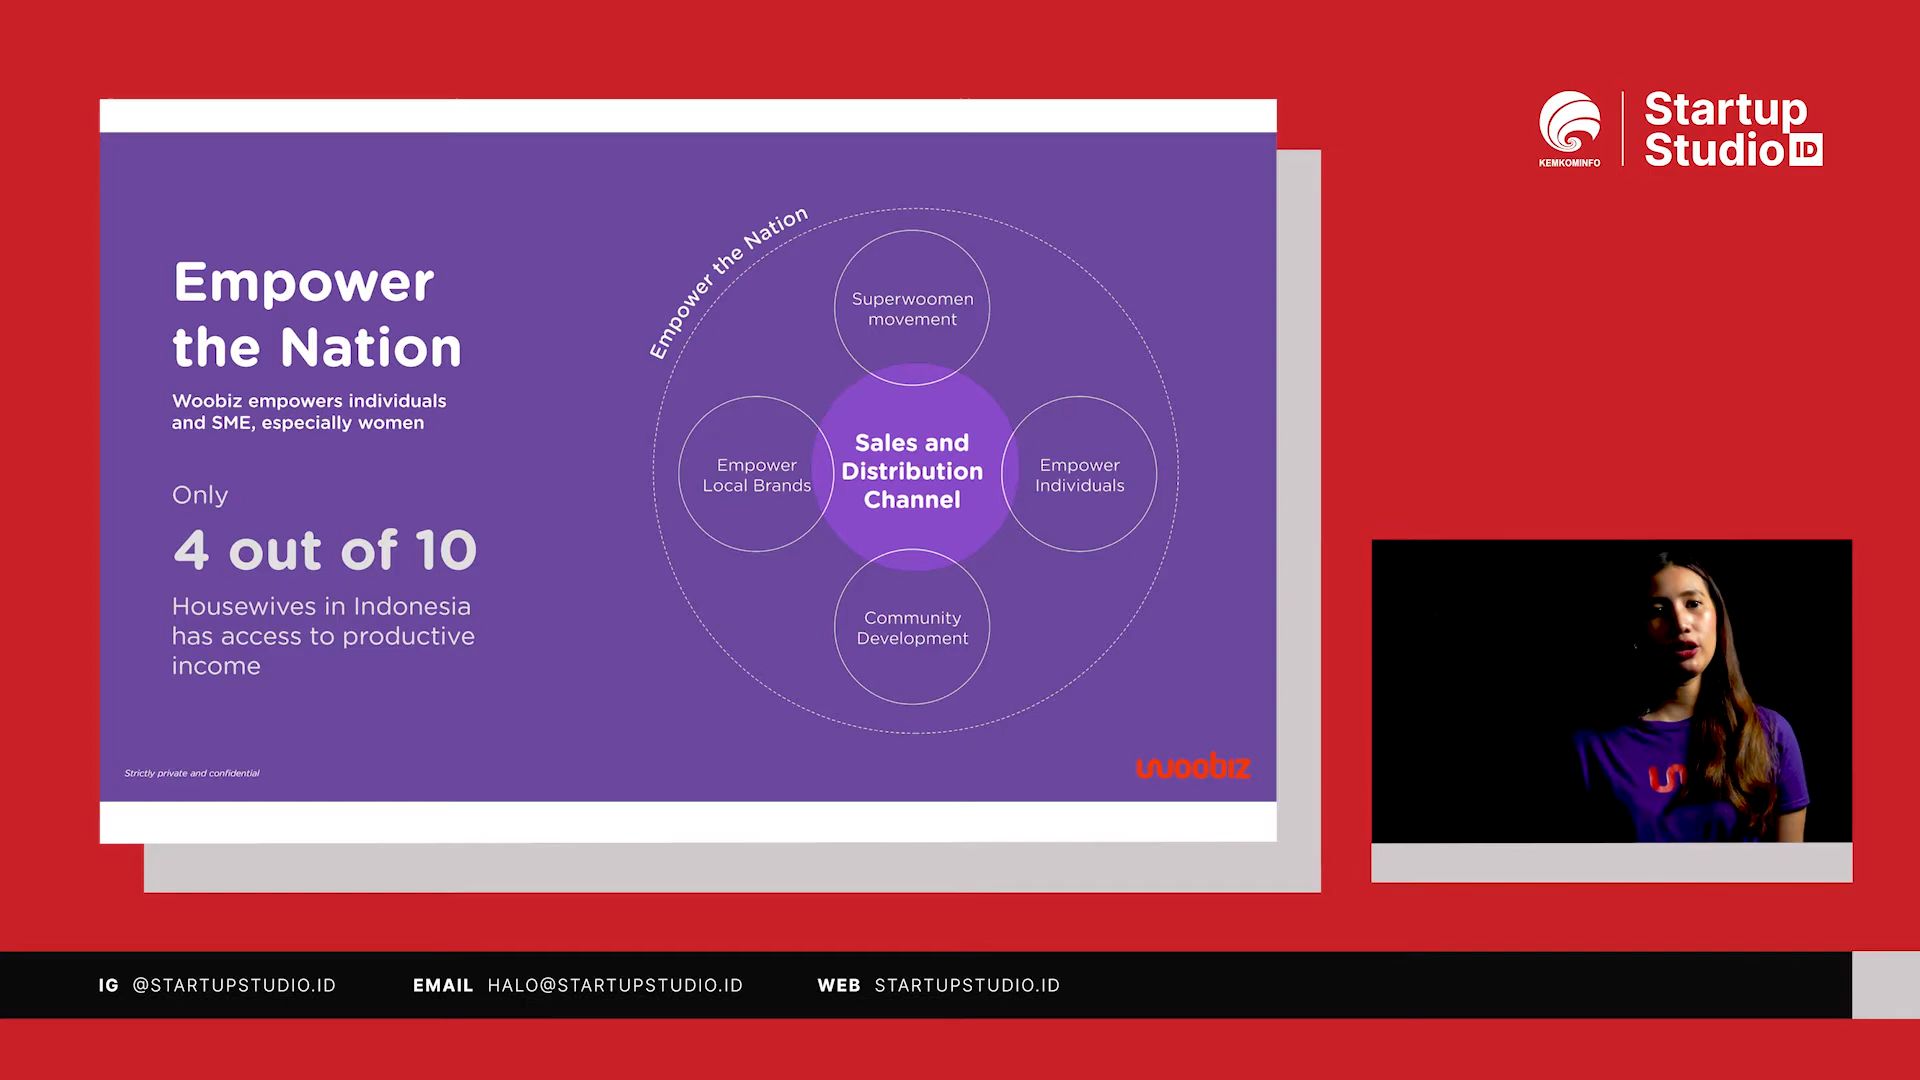 KEMKOMINFO
Startup
Studio ID
Empower
the Nation
Woobiz empowers individuals
and SME, especially women
Only
4 out of 10
Housewives in Indonesia
has access to productive
income
Empower the Nation
Superwoomen
movement
Empower
Local Brands
Sales and
Distribution
Channel
Empower
Individuals
Community
Development
Strictly private and confidential
woobiz
IG @STARTUPSTUDIO.ID
EMAIL HALO@STARTUPSTUDIO.ID
WEB STARTUPSTUDIO.ID